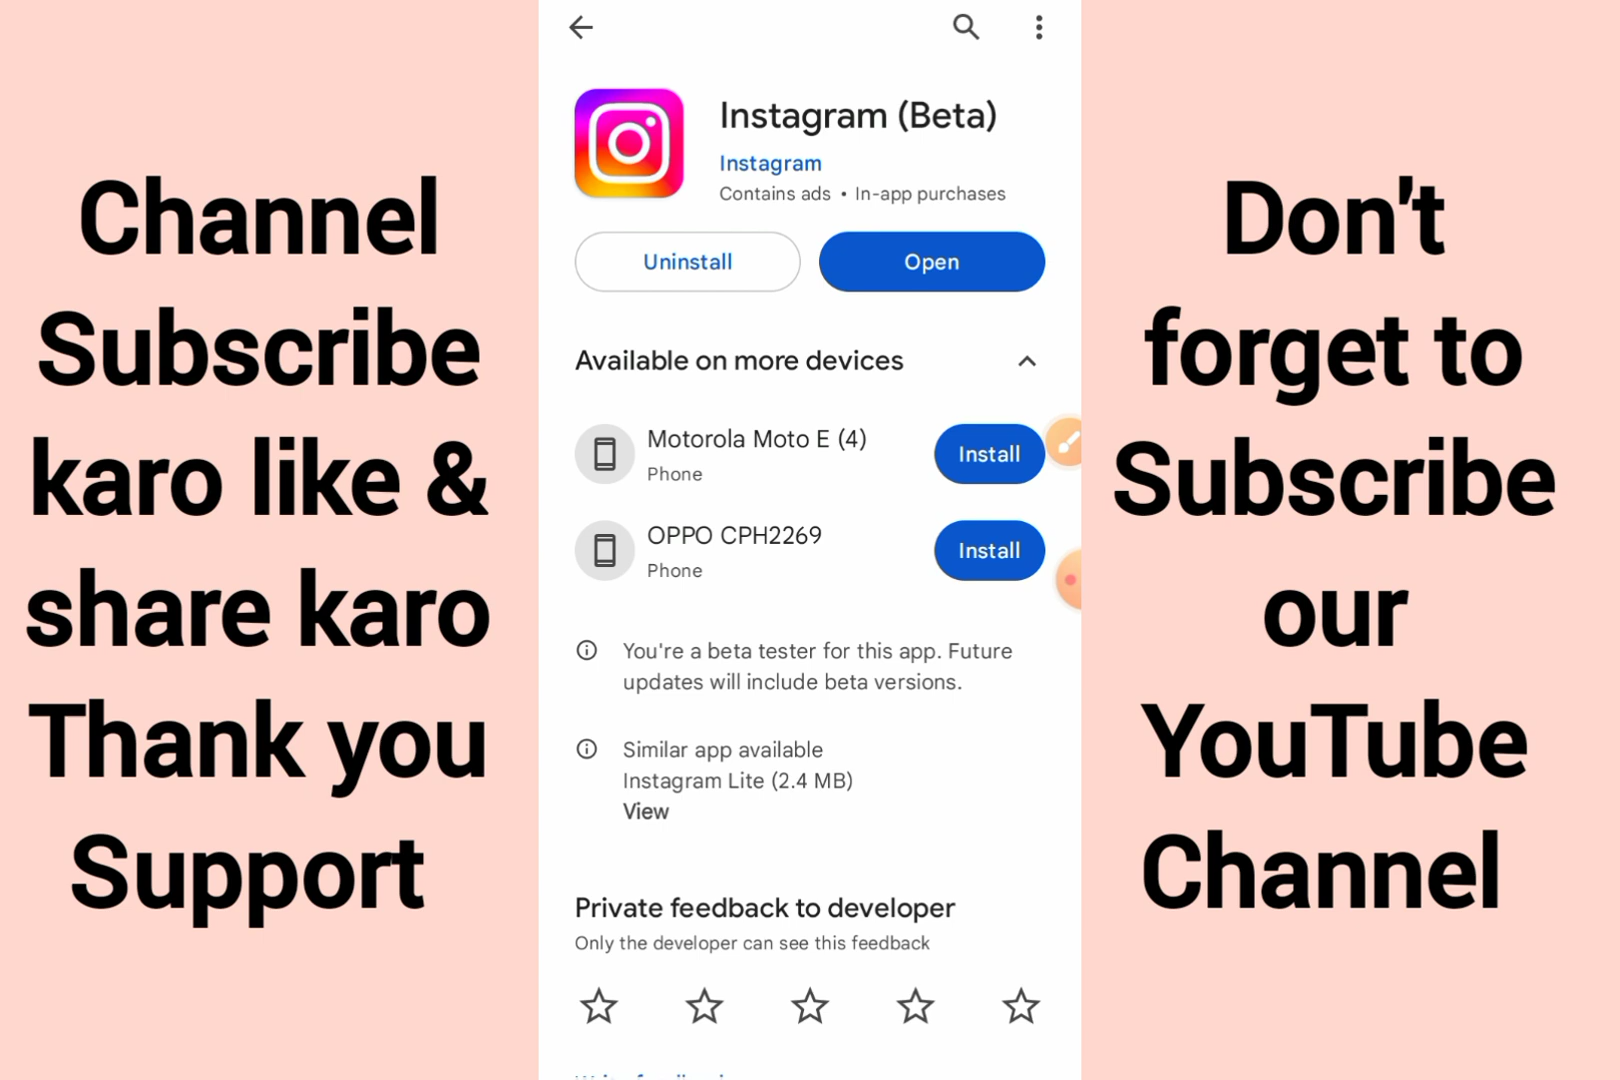 Channel
Subscribe
karo like &
share karo
Thank you
Support
Instagram (Beta)
Instagram
Contains ads • In-app purchases
Uninstall
Open
Available on more devices
Motorola Moto E (4)
Phone
Install
OPPO CPH2269
Phone
Install
You're a beta tester for this app. Future
updates will include beta versions.
Similar app available
Instagram Lite (2.4 MB)
View
Private feedback to developer
Only the developer can see this feedback
Don't
forget to
Subscribe
our
YouTube
Channel